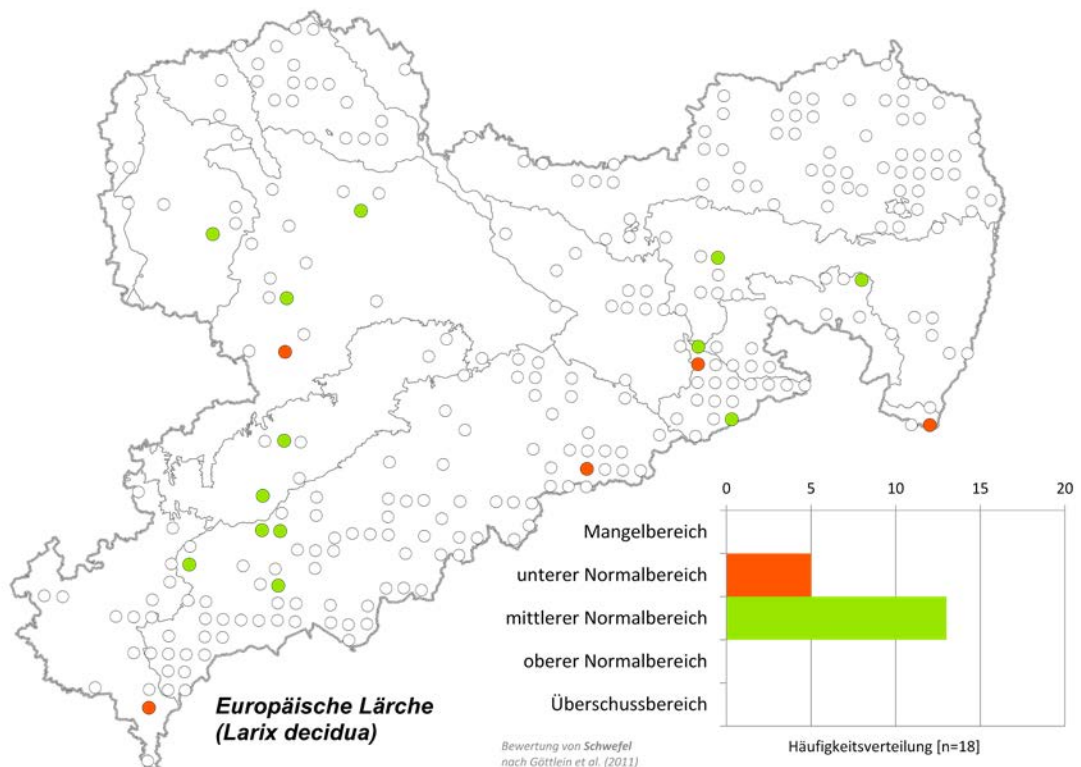 0 5 10 15 20
Mangelbereich
unterer Normalbereich
mittlerer Normalbereich
oberer Normalbereich
Überschussbereich
Europäische Lärche
(Larix decidua)
Bewertung von Schwefel
nach Göttlein et al. (2011)
Häufigkeitsverteilung [n=18]